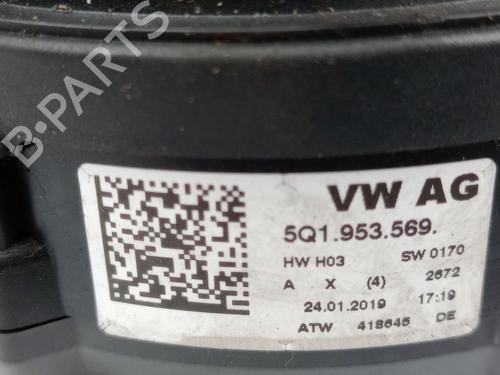 B-PARTS
VW AG
5Q1.953.569.
HW H03 SW 0170
A X (4) 2672
24.01.2019 17:19
ATW 418645 DE